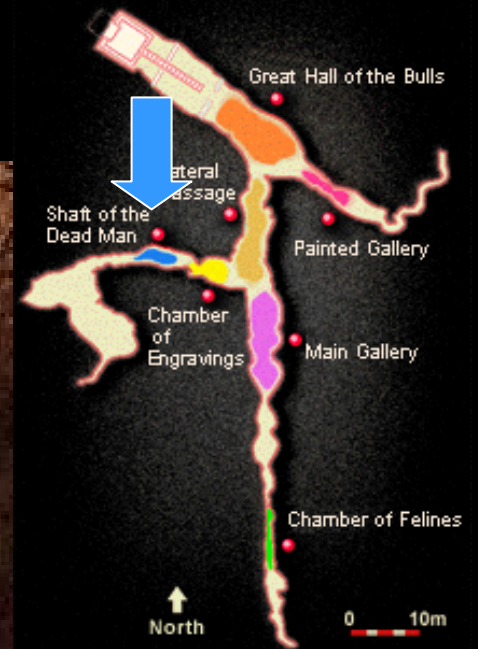 Great Hall of the Bulls
ateral
assage
Shaft of the
Dead Man
Painted Gallery
Chamber
of
Engravings
Main Gallery
Chamber of Felines
North
0 10m